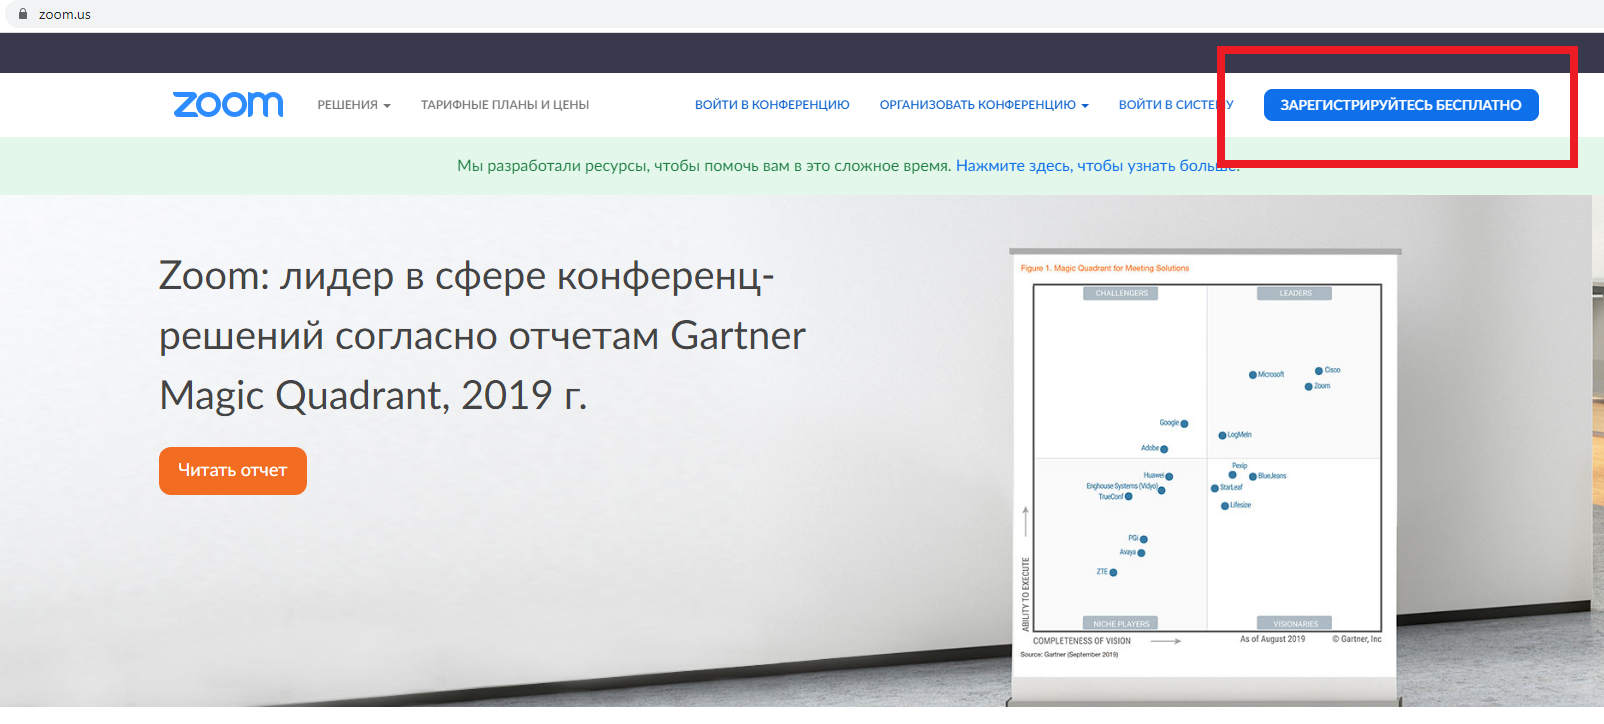 zoom.us
zoom
РЕШЕНИЯ
ТАРИФНЫЕ ПЛАНЫ И ЦЕНЫ
ВОЙТИ В КОНФЕРЕНЦИЮ
ОРГАНИЗОВАТЬ КОНФЕРЕНЦИЮ
ВОЙТИ В СИСТЕМУ
ЗАРЕГИСТРИРУЙТЕСЬ БЕСПЛАТНО
Мы разработали ресурсы, чтобы помочь вам в это сложное время. Нажмите здесь, чтобы узнать больше.
Zoom: лидер в сфере конференц-
решений согласно отчетам Gartner
Magic Quadrant, 2019 г.
Читать отчет
Figure 1. Magic Quadrant for Meeting Solutions
CHALLENGERS
LEADERS
Microsoft
Cisco
Zoom
Google
LogMeIn
Adobe
Pexip
Huawei
BlueJeans
Enghouse Systems (Vidyo)
StarLeaf
TrueConf
Lifesize
PGi
Avaya
ZTE
ABILITY TO EXECUTE
NICHE PLAYERS
VISIONARIES
COMPLETENESS OF VISION
As of August 2019
© Gartner, Inc
Source: Gartner (September 2019)